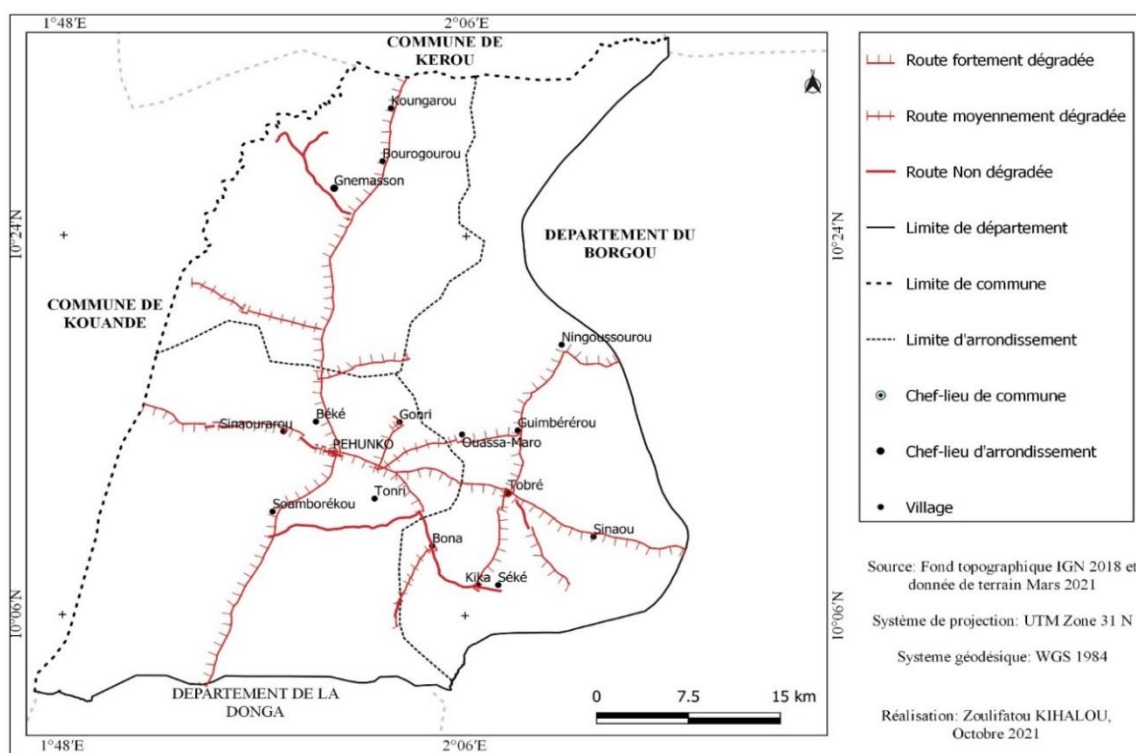 1°48'E
2°06'E
COMMUNE DE
KEROU
N
Koungarou
Bourogourou
Gnemasson
10°24'N
10°24'N
DEPARTEMENT DU
BORGOU
COMMUNE DE
KOUANDE
Ningoussourou
Béké
Gonri
Guimbérérou
Sinaourarou
Ouassa-Maro
PEHUNKO
Tonri
Tobré
Soamborékou
Sinaou
Bona
Kika
Séké
10°06'N
10°06'N
DEPARTEMENT DE LA
DONGA
0
7.5
15 km
1°48'E
2°06'E
Route fortement dégradée
Route moyennement dégradée
Route Non dégradée
Limite de département
Limite de commune
Limite d'arrondissement
Chef-lieu de commune
Chef-lieu d'arrondissement
Village
Source: Fond topographique IGN 2018 et
donnée de terrain Mars 2021
Système de projection: UTM Zone 31 N
Systeme géodésique: WGS 1984
Réalisation: Zoulifatou KIHALOU,
Octobre 2021